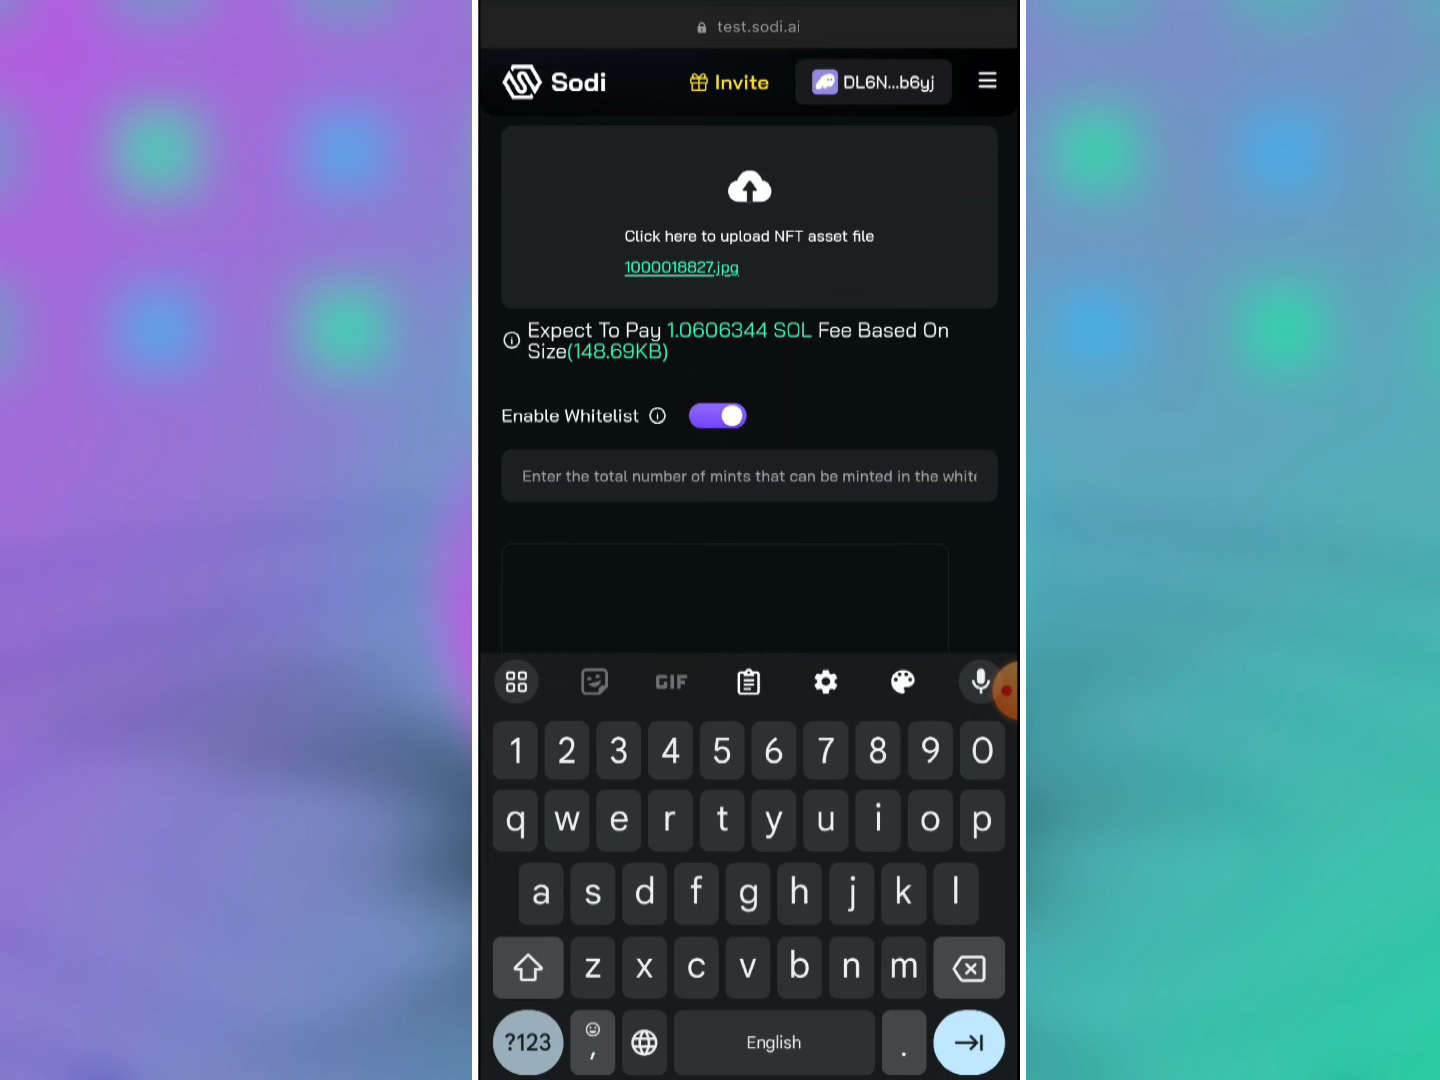 test.sodi.ai
Sodi Invite DL6N...b6yj
Click here to upload NFT asset file
1000018827.jpg
Expect To Pay 1.0606344 SOL Fee Based On
Size(148.69KB)
Enable Whitelist
Enter the total number of mints that can be minted in the white
GIF
1 2 3 4 5 6 7 8 9 0
q w e r t y u i o p
a s d f g h j k l
z x c v b n m
?123 , English .